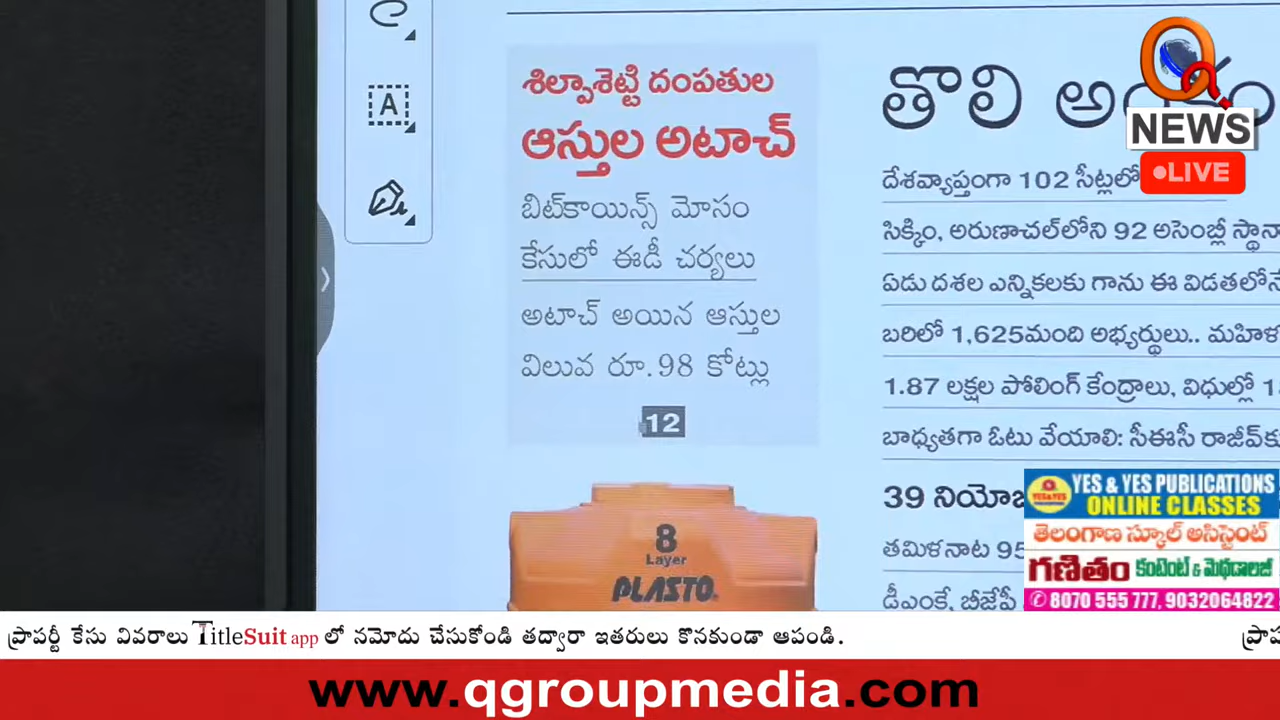 శిల్పాశెట్టి దంపతుల
ఆస్తుల అటాచ్
బిట్‌కాయిన్స్ మోసం
కేసులో ఈడీ చర్యలు
అటాచ్ అయిన ఆస్తుల
విలువ రూ.98 కోట్లు
12
8
Layer
PLASTO
తొలి
దేశవ్యాప్తంగా 102 సీట్లలో
సిక్కిం, అరుణాచల్‌లోని 92 అసెంబ్లీ
ఏడు దశల ఎన్నికలకు గాను ఈ
బరిలో 1,625మంది అభ్యర్థులు..
1.87 లక్షల పోలింగ్ కేంద్రాలు, విధుల్లో
బాధ్యతగా ఓటు వేయాలి: సీఈసీ
39
తమిళనాట
డీఎంకే, బీజేపీ
Q
NEWS
LIVE
A
YES & YES PUBLICATIONS
ONLINE CLASSES
YES&YES
తెలంగాణ స్కూల్ అసిస్టెంట్
గణితం కంటెంట్ & మెథడాలజీ
8070 555 777, 9032064822
ప్రాపర్టీ కేసు వివరాలు TitleSuit app లో నమోదు చేసుకోండి తద్వారా ఇతరులు కొనకుండా ఆపండి.
www.qgroupmedia.com